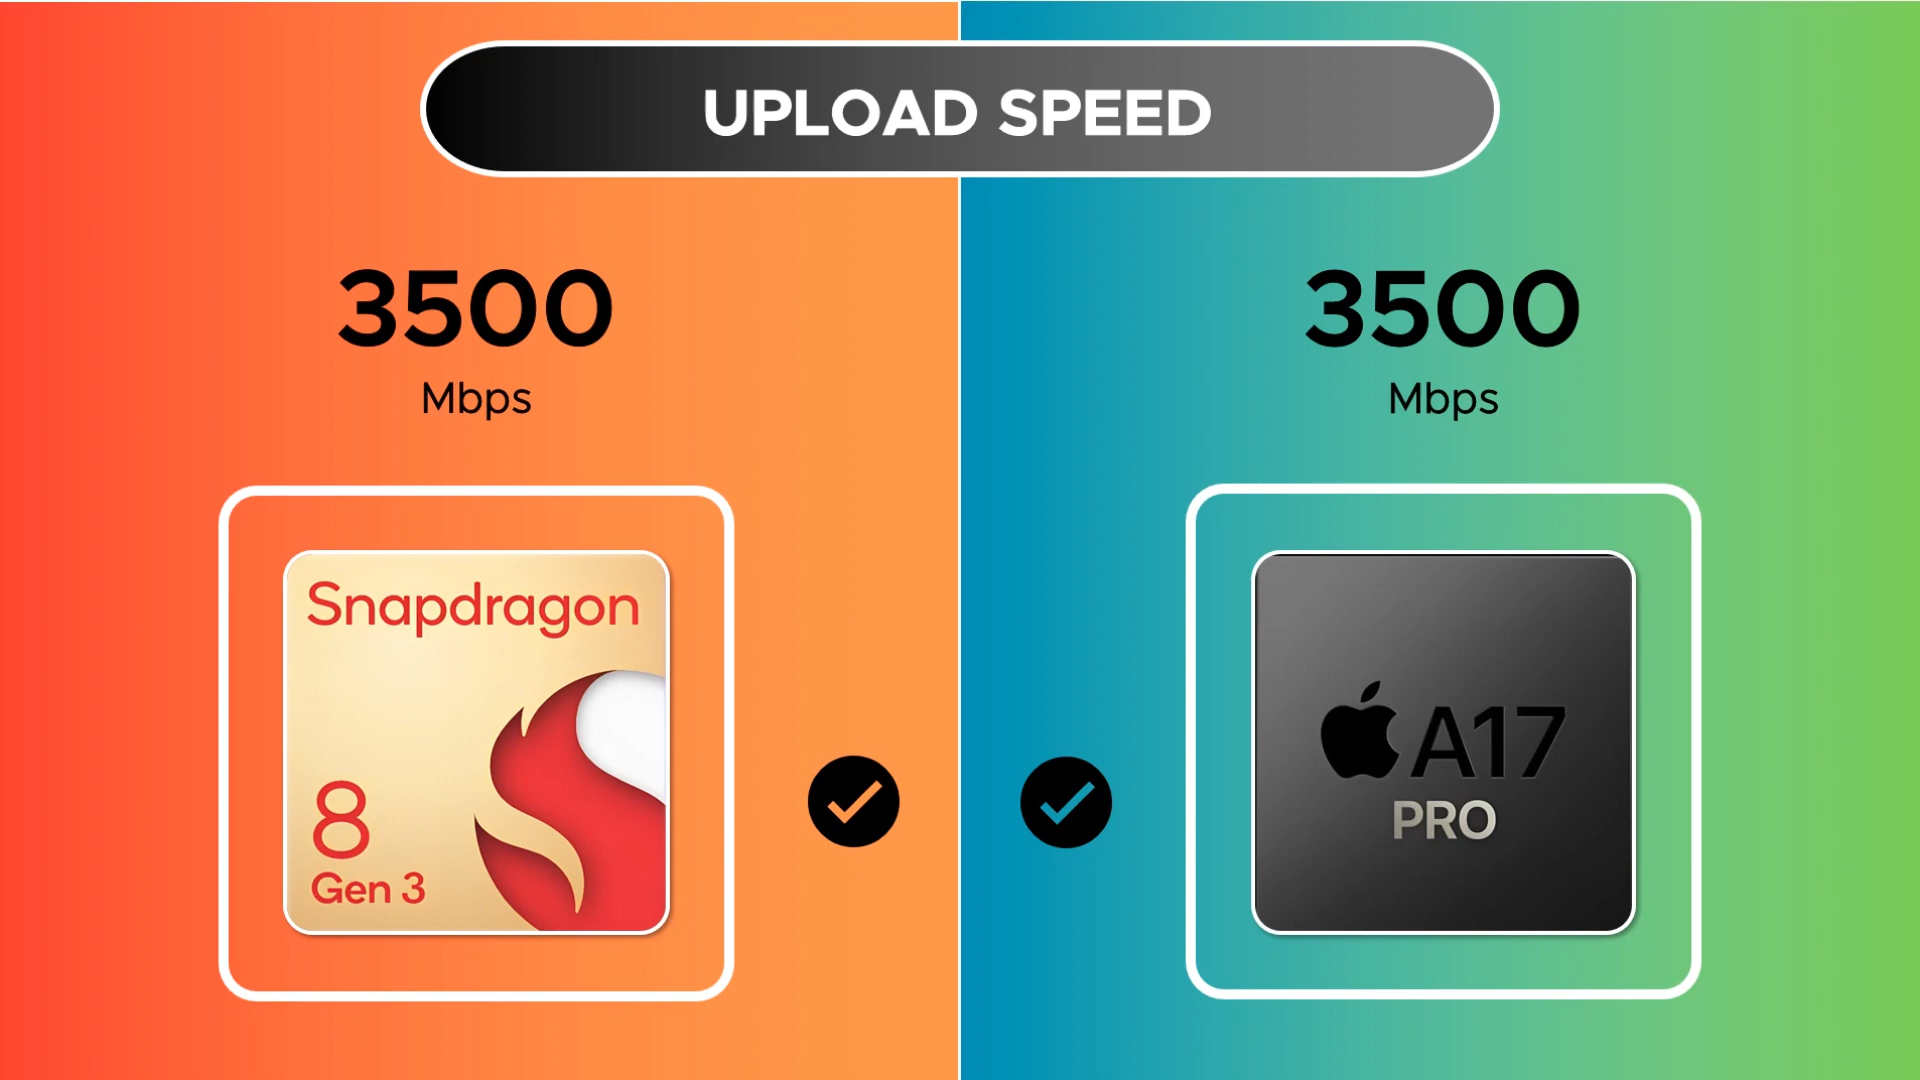 UPLOAD SPEED
3500
Mbps
Snapdragon
8
Gen 3
3500
Mbps
A17
PRO